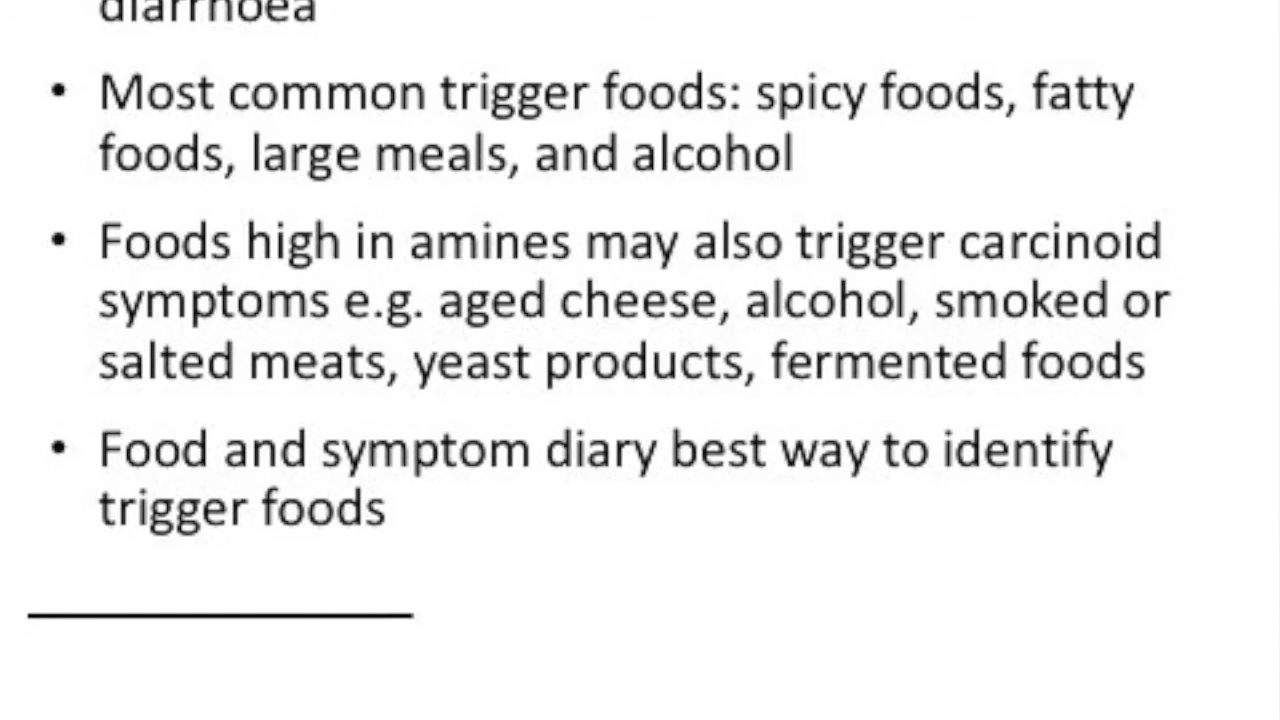 diarrhoea
• Most common trigger foods: spicy foods, fatty
foods, large meals, and alcohol
• Foods high in amines may also trigger carcinoid
symptoms e.g. aged cheese, alcohol, smoked or
salted meats, yeast products, fermented foods
• Food and symptom diary best way to identify
trigger foods